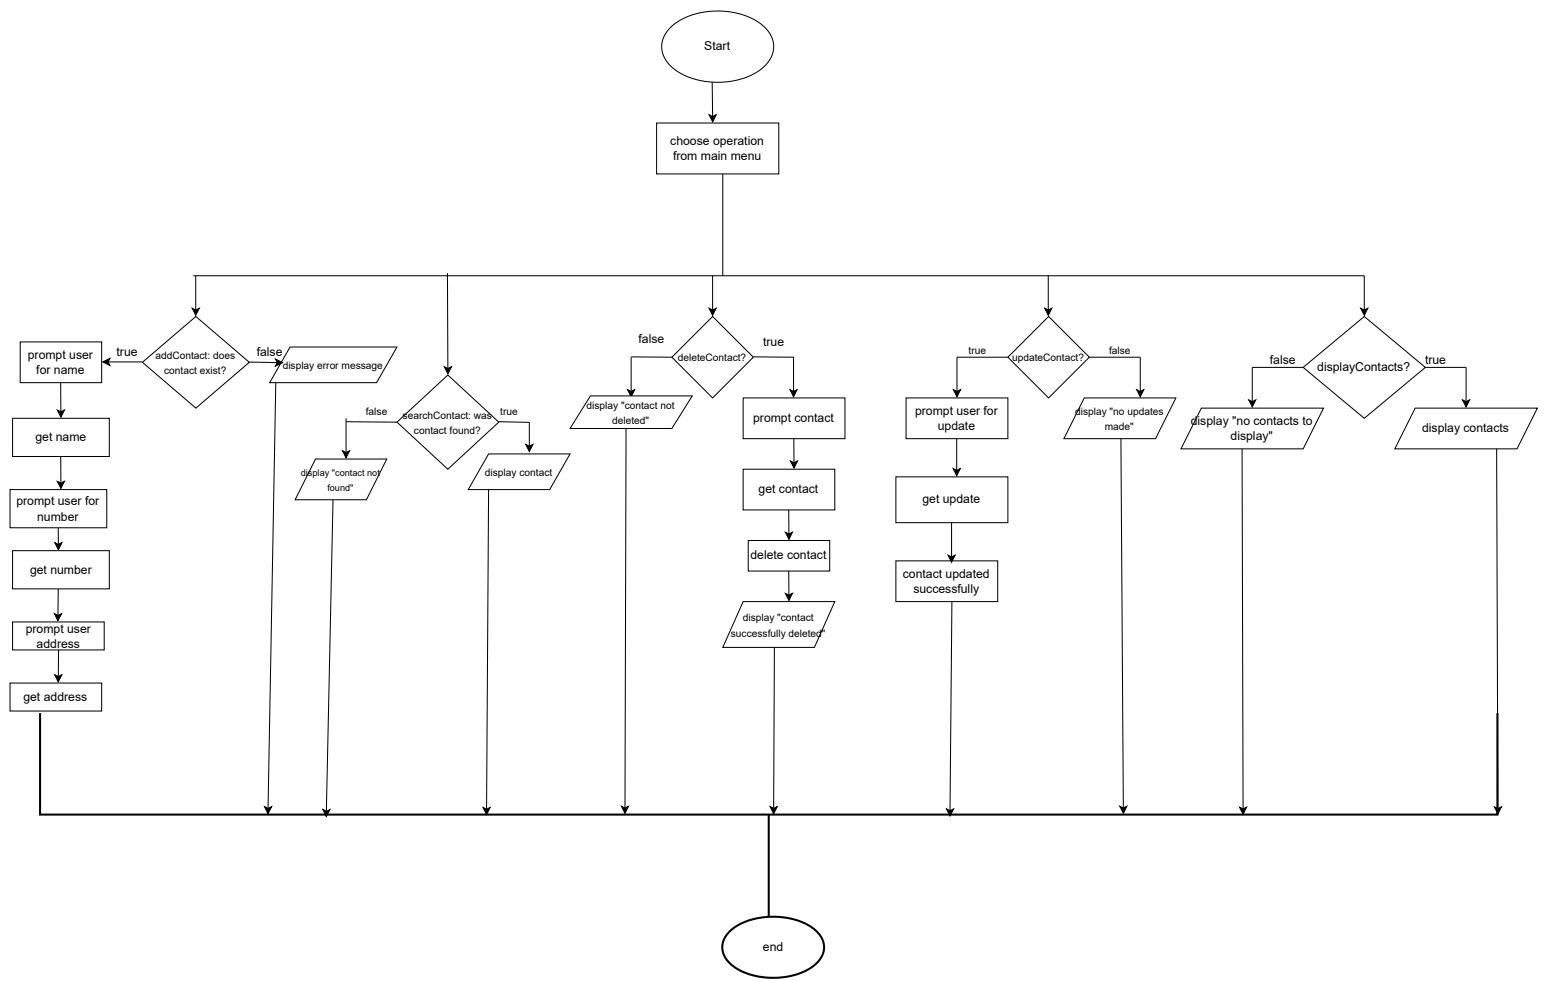 Start
choose operation
from main menu
prompt user
for name
true
addContact: does
contact exist?
false
display error message
get name
prompt user for
number
get number
prompt user
address
get address
false
searchContact: was
contact found?
true
display "contact not
found"
display contact
false
deleteContact?
true
display "contact not
deleted"
prompt contact
get contact
delete contact
display "contact
successfully deleted"
true
updateContact?
false
prompt user for
update
get update
contact updated
successfully
display "no updates
made"
false
displayContacts?
true
display "no contacts to
display"
display contacts
end